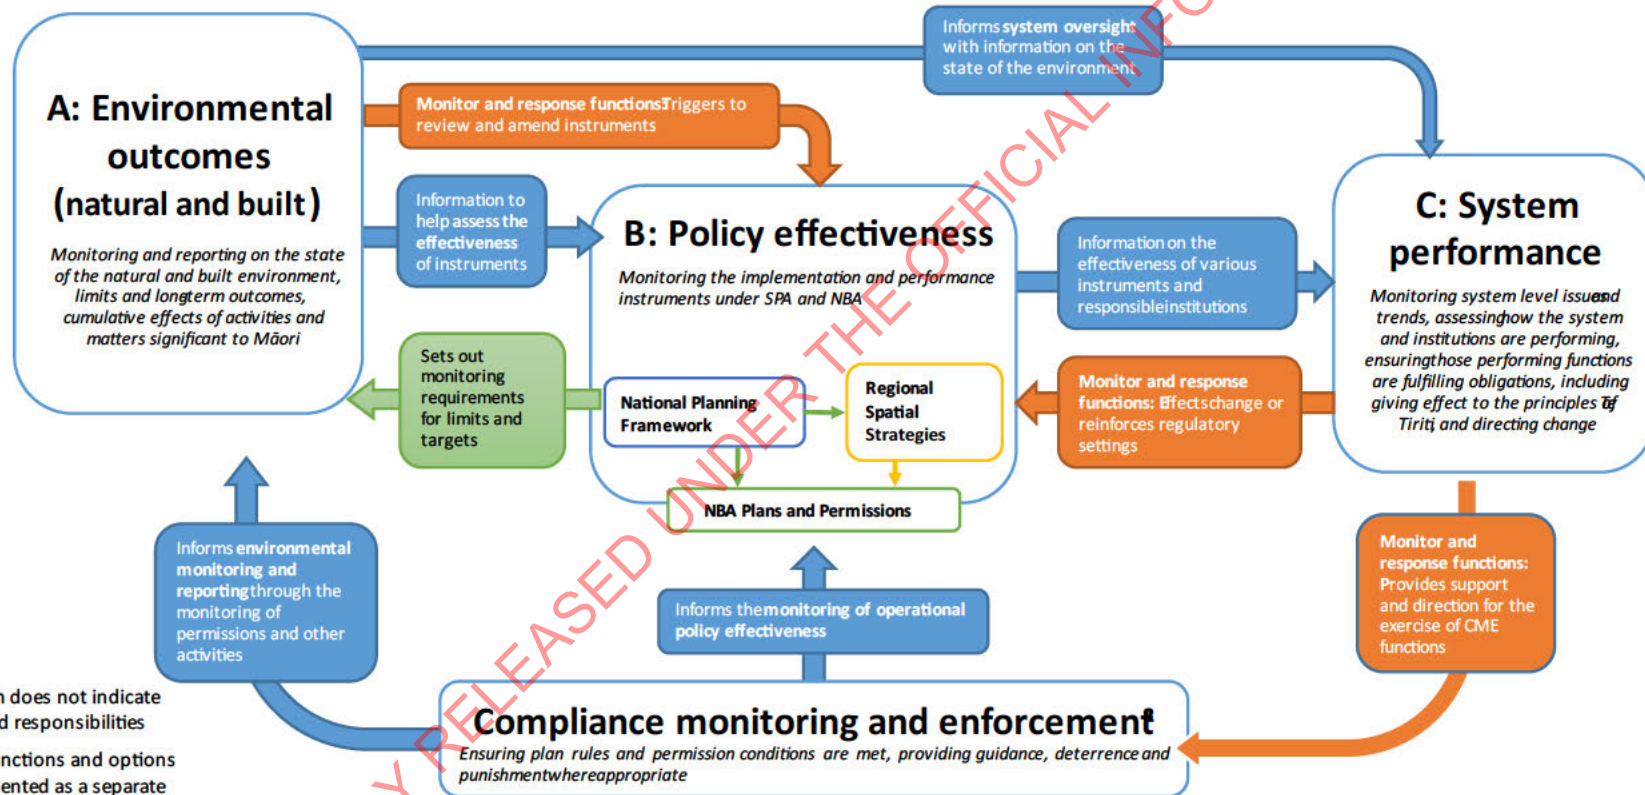 Informs system oversight
with information on the
state of the environment
A: Environmental
outcomes
(natural and built)
Monitoring and reporting on the state
of the natural and built environment,
limits and longterm outcomes,
cumulative effects of activities and
matters significant to Māori
Monitor and response functions: Triggers to
review and amend instruments
Information to
help assess the
effectiveness
of instruments
B: Policy effectiveness
Monitoring the implementation and performance
instruments under SPA and NBA
Information on the
effectiveness of various
instruments and
responsible institutions
C: System
performance
Monitoring system level issues and
trends, assessing how the system
and institutions are performing,
ensuring those performing functions
are fulfilling obligations, including
giving effect to the principles of Te
Tiriti, and directing change
Sets out
monitoring
requirements
for limits and
targets
National Planning
Framework
Regional
Spatial
Strategies
NBA Plans and Permissions
Monitor and response
functions: Effects change or
reinforces regulatory
settings
Informs environmental
monitoring and
reporting through the
monitoring of
permissions and other
activities
Informs the monitoring of operational
policy effectiveness
Monitor and
response functions:
Provides support
and direction for the
exercise of CME
functions
Compliance monitoring and enforcement
Ensuring plan rules and permission conditions are met, providing guidance, deterrence and
punishment where appropriate
does not indicate
responsibilities
and options
as a separate
Y RELEASED UNDER THE OFFICIAL INFO